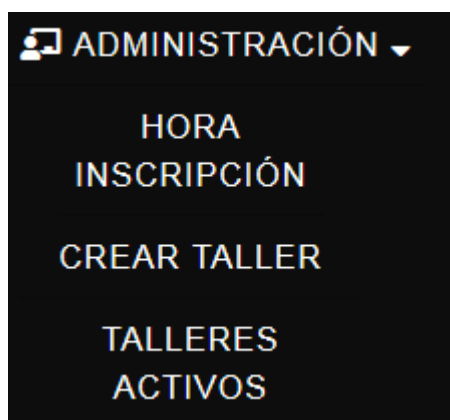 ADMINISTRACIÓN
HORA
INSCRIPCIÓN
CREAR TALLER
TALLERES
ACTIVOS